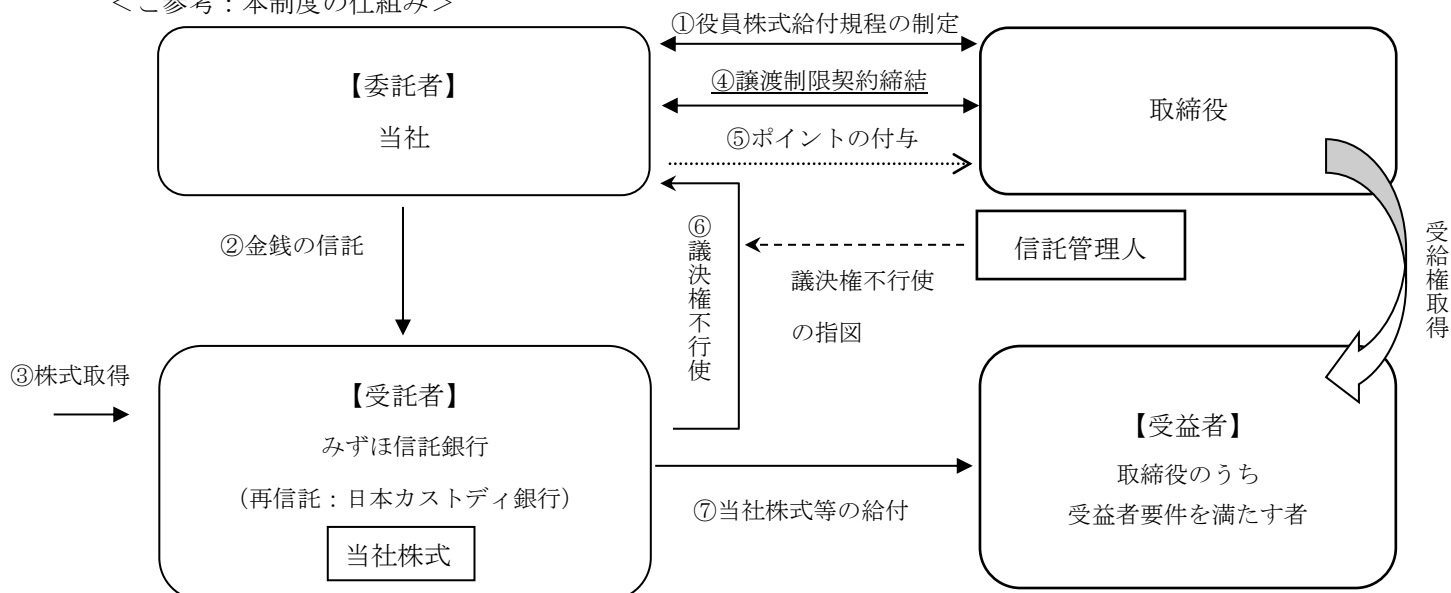 ＜ご参考：本制度の仕組み＞
①役員株式給付規程の制定
【委託者】
当社
④譲渡制限契約締結
取締役
⑤ポイントの付与
②金銭の信託
⑥議決権不行使
信託管理人
議決権不行使
の指図
受給権取得
③株式取得
【受託者】
みずほ信託銀行
（再信託：日本カストディ銀行）
当社株式
⑦当社株式等の給付
【受益者】
取締役のうち
受益者要件を満たす者